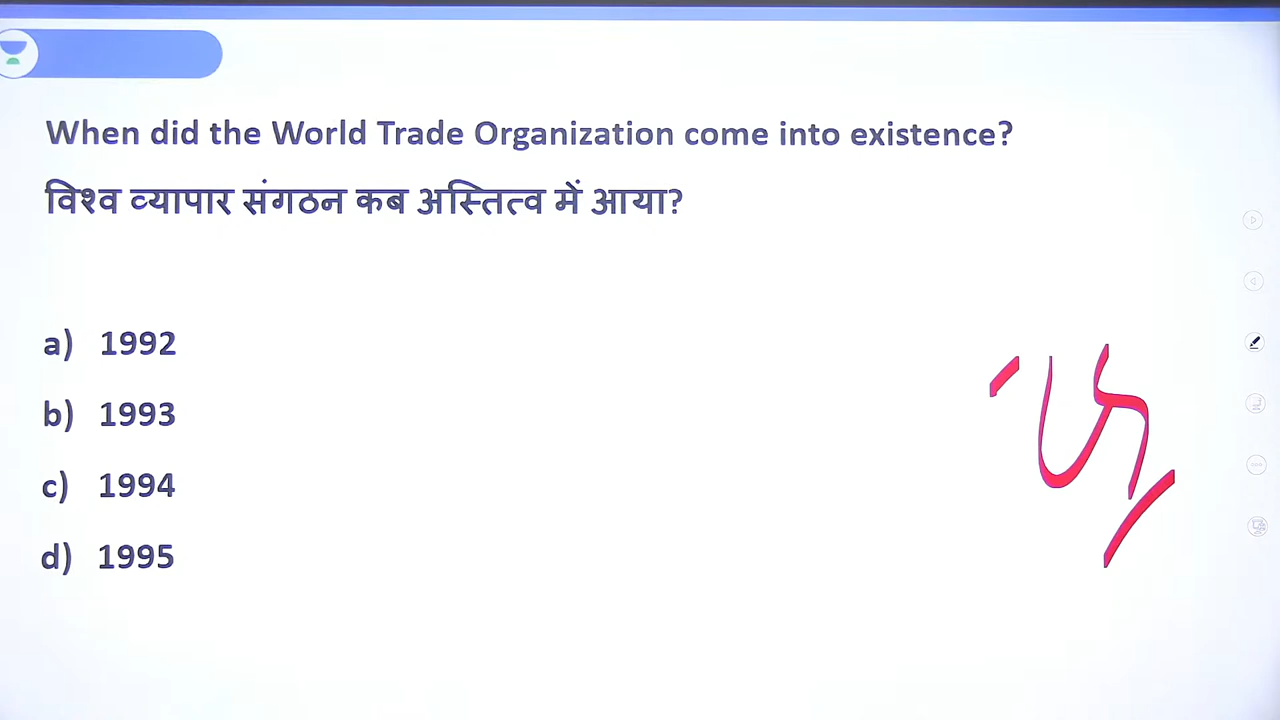 When did the World Trade Organization come into existence?
विश्व व्यापार संगठन कब अस्तित्व में आया?
a) 1992
b) 1993
c) 1994
d) 1995